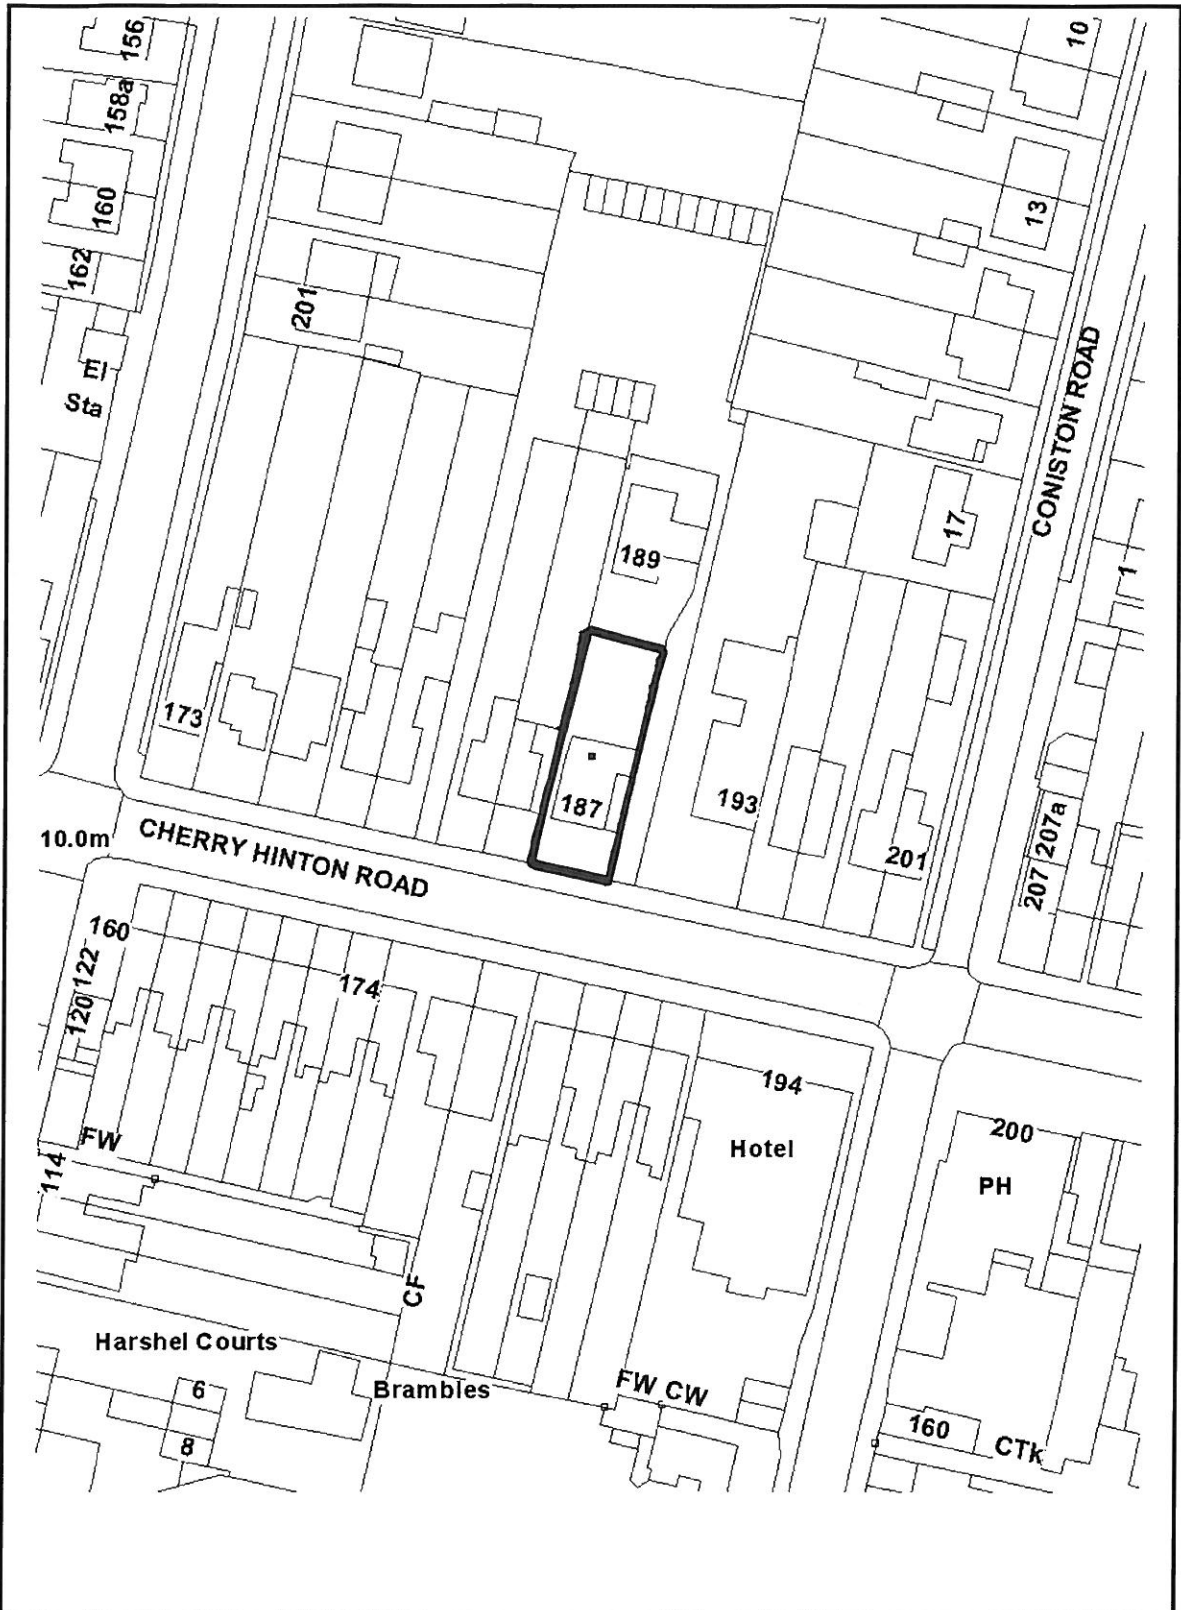 156
10
158a
160
13
162
201
El
Sta
CONISTON ROAD
17
189
1
173
187
193
207a
10.0m
CHERRY HINTON ROAD
201
207
160
122
174
120
194
200
FW
Hotel
114
PH
CF
Harshel Courts
6
Brambles
FW CW
8
160
CTk